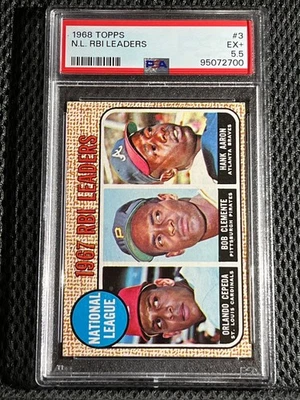 1968 TOPPS #3
N.L. RBI LEADERS EX+
5.5
PSA 95072700
1967 RBI LEADERS
NATIONAL
LEAGUE
HANK AARON
ATLANTA BRAVES
BOB CLEMENTE
PITTSBURGH PIRATES
ORLANDO CEPEDA
ST. LOUIS CARDINALS